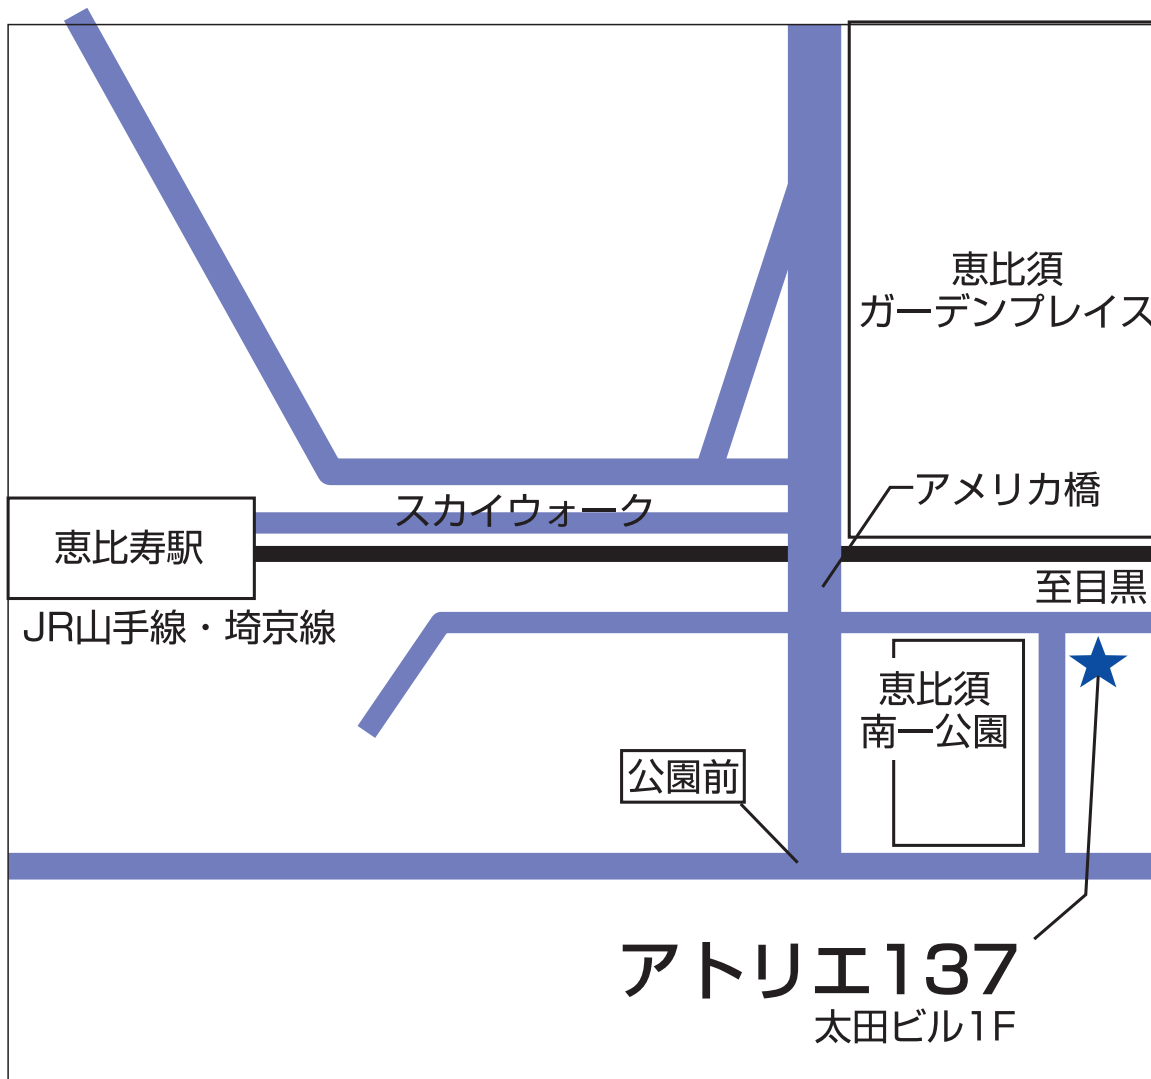 恵比須
ガーデンプレイス
アメリカ橋
スカイウォーク
恵比寿駅
至目黒
JR山手線・埼京線
恵比須
南一公園
公園前
アトリエ137
太田ビル1F